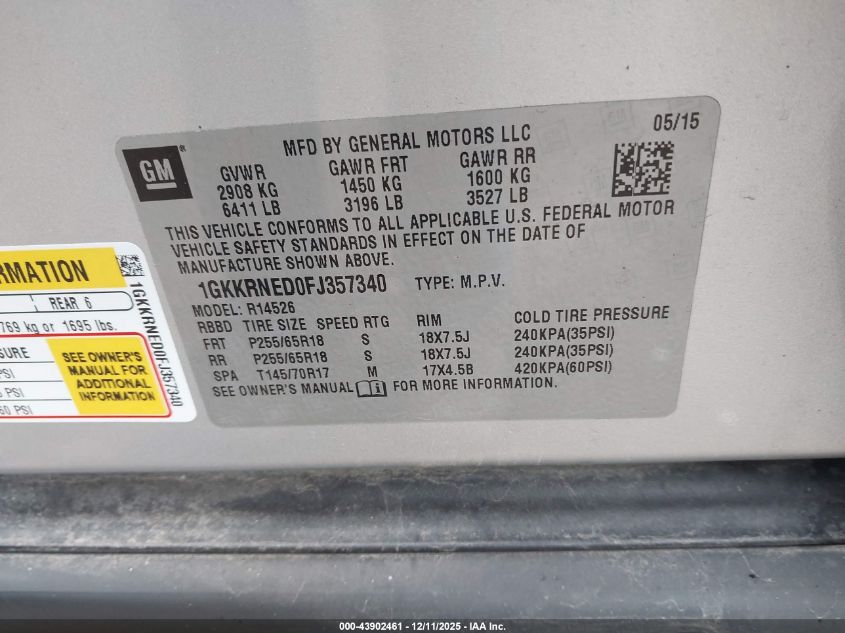 GM
®
MFD BY GENERAL MOTORS LLC
05/15
GVWR GAWR FRT GAWR RR
2908 KG 1450 KG 1600 KG
6411 LB 3196 LB 3527 LB
THIS VEHICLE CONFORMS TO ALL APPLICABLE U.S. FEDERAL MOTOR
VEHICLE SAFETY STANDARDS IN EFFECT ON THE DATE OF
MANUFACTURE SHOWN ABOVE.
1GKKRNED0FJ357340 TYPE: M.P.V.
MODEL: R14526
RBBD TIRE SIZE SPEED RTG RIM COLD TIRE PRESSURE
FRT P255/65R18 S 18X7.5J 240KPA(35PSI)
RR P255/65R18 S 18X7.5J 240KPA(35PSI)
SPA T145/70R17 M 17X4.5B 420KPA(60PSI)
SEE OWNER'S MANUAL i FOR MORE INFORMATION.
REAR 6
kg or 1695 lbs.
SEE OWNER'S
MANUAL FOR
ADDITIONAL
INFORMATION
PSI
60 PSI
1GKKRNED0FJ357340
000-43902461 - 12/11/2025 - IAA Inc.